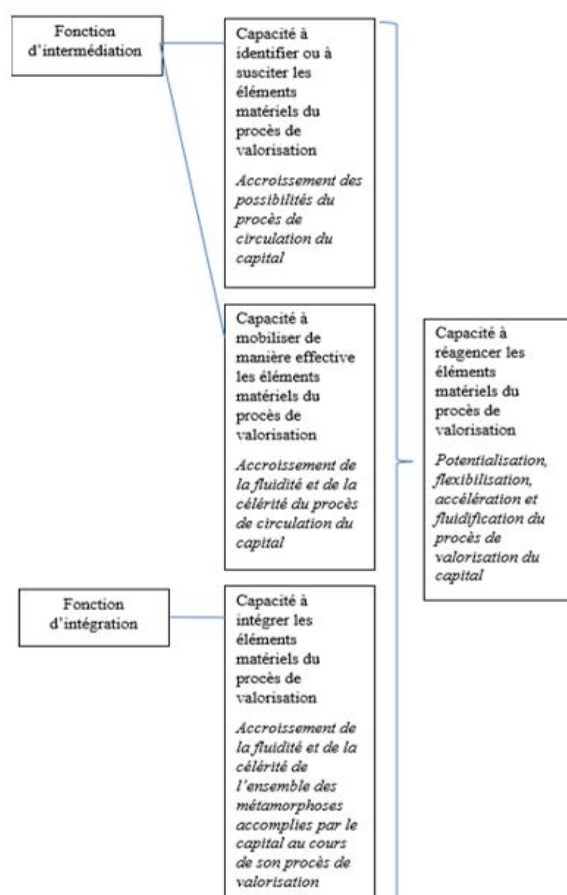 Fonction
d’intermédiation
Capacité à
identifier ou à
susciter les
éléments
matériels du
procès de
valorisation
Accroissement des
possibilités du
procès de
circulation du
capital
Capacité à
mobiliser de
manière effective
les éléments
matériels du
procès de
valorisation
Accroissement de
la fluidité et de la
célérité du procès
de circulation du
capital
Fonction
d’intégration
Capacité à
intégrer les
éléments
matériels du
procès de
valorisation
Accroissement de
la fluidité et de la
célérité de
l’ensemble des
métamorphoses
accomplies par le
capital au cours
de son procès de
valorisation
Capacité à
réagencer les
éléments
matériels du
procès de
valorisation
Potentialisation,
flexibilisation,
accélération et
fluidification du
procès de
valorisation du
capital